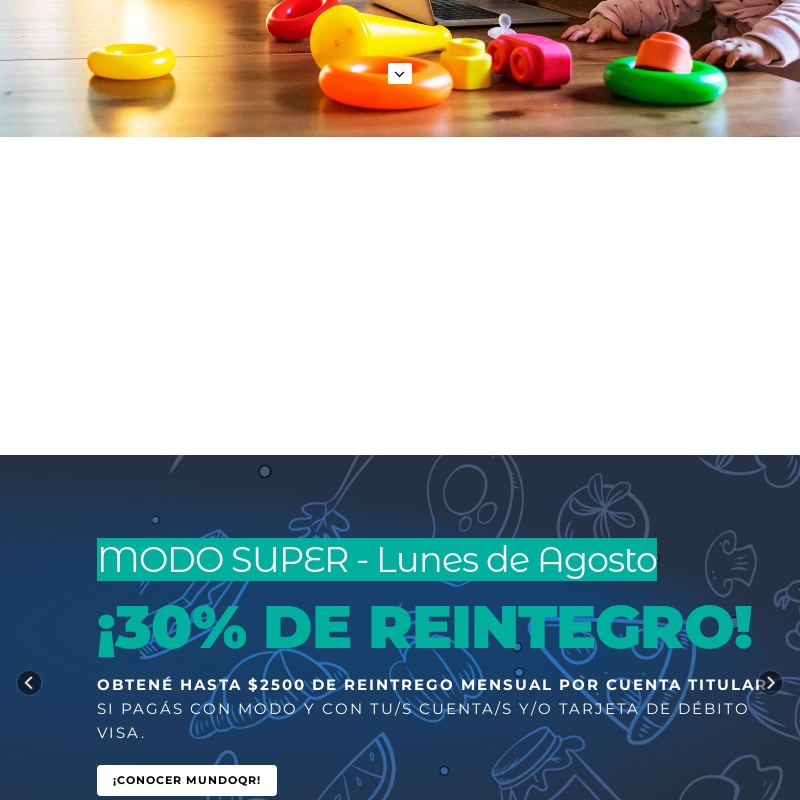 MODO SUPER - Lunes de Agosto
¡30% DE REINTEGRO!
OBTENÉ HASTA $2500 DE REINTREGO MENSUAL POR CUENTA TITULAR
SI PAGÁS CON MODO Y CON TU/S CUENTA/S Y/O TARJETA DE DÉBITO
VISA.
¡CONOCER MUNDOQR!